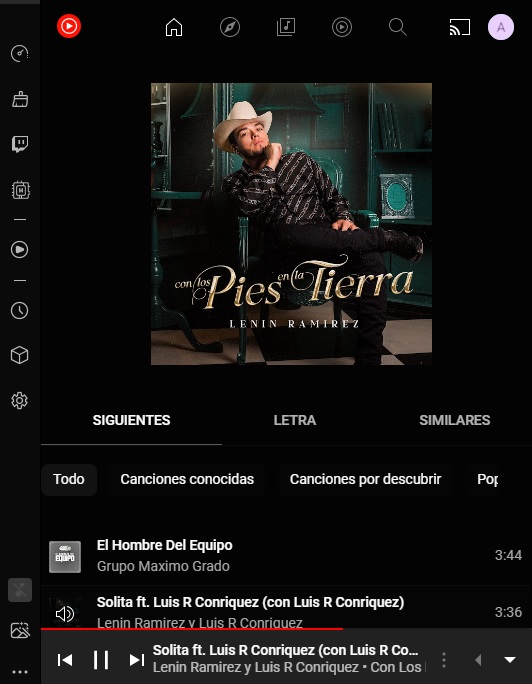 A
con los Pies en la Tierra
LENIN RAMIREZ
SIGUIENTES LETRA SIMILARES
Todo Canciones conocidas Canciones por descubrir Pop
El Hombre Del Equipo
Grupo Maximo Grado
3:44
Solita ft. Luis R Conriquez (con Luis R Conriquez)
Lenin Ramirez y Luis R Conriquez
3:36
Solita ft. Luis R Conriquez (con Luis R Co...
Lenin Ramirez y Luis R Conriquez • Con Los